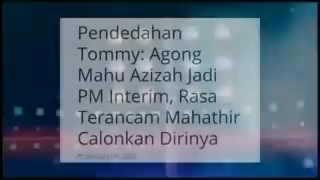 Pendedahan
Tommy: Agong
Mahu Azizah Jadi
PM Interim, Rasa
Terancam Mahathir
Calonkan Dirinya